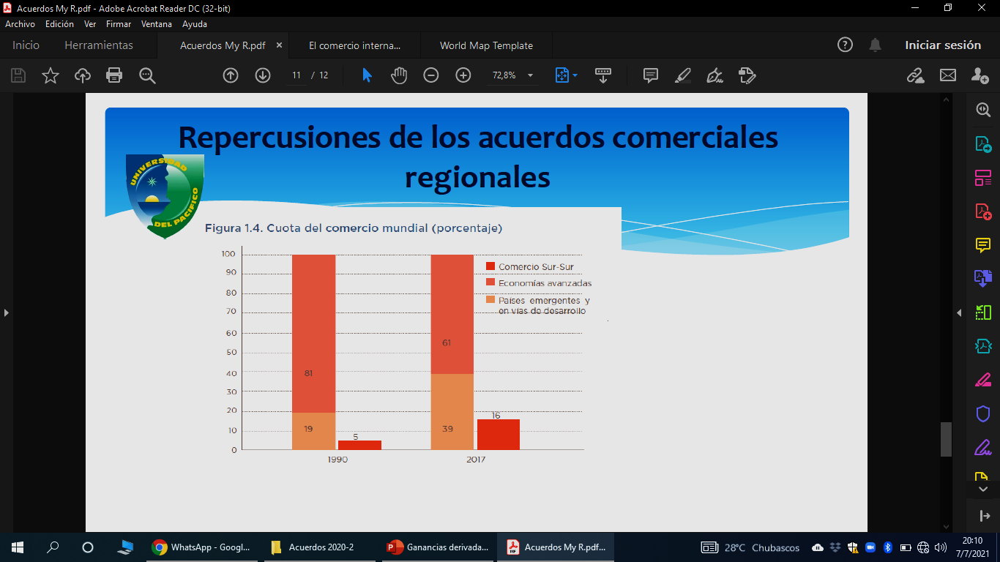 Acuerdos My R.pdf - Adobe Acrobat Reader DC (32-bit)
Archivo Edición Ver Firmar Ventana Ayuda
Inicio Herramientas Acuerdos My R.pdf × El comercio interna... World Map Template Iniciar sesión
11 / 12 72,8%
Repercusiones de los acuerdos comerciales
regionales
UNIVERSIDAD
DEL PACIFICO
Figura 1.4. Cuota del comercio mundial (porcentaje)
100
90
80
70
60
50
40
30
20
10
0
Comercio Sur-Sur
Economías avanzadas
Países emergentes y
en vías de desarrollo
81
19
5
61
39
16
1990
2017
WhatsApp - Googl... Acuerdos 2020-2 Ganancias derivada... Acuerdos My R.pdf... 28°C Chubascos
20:10
7/7/2021